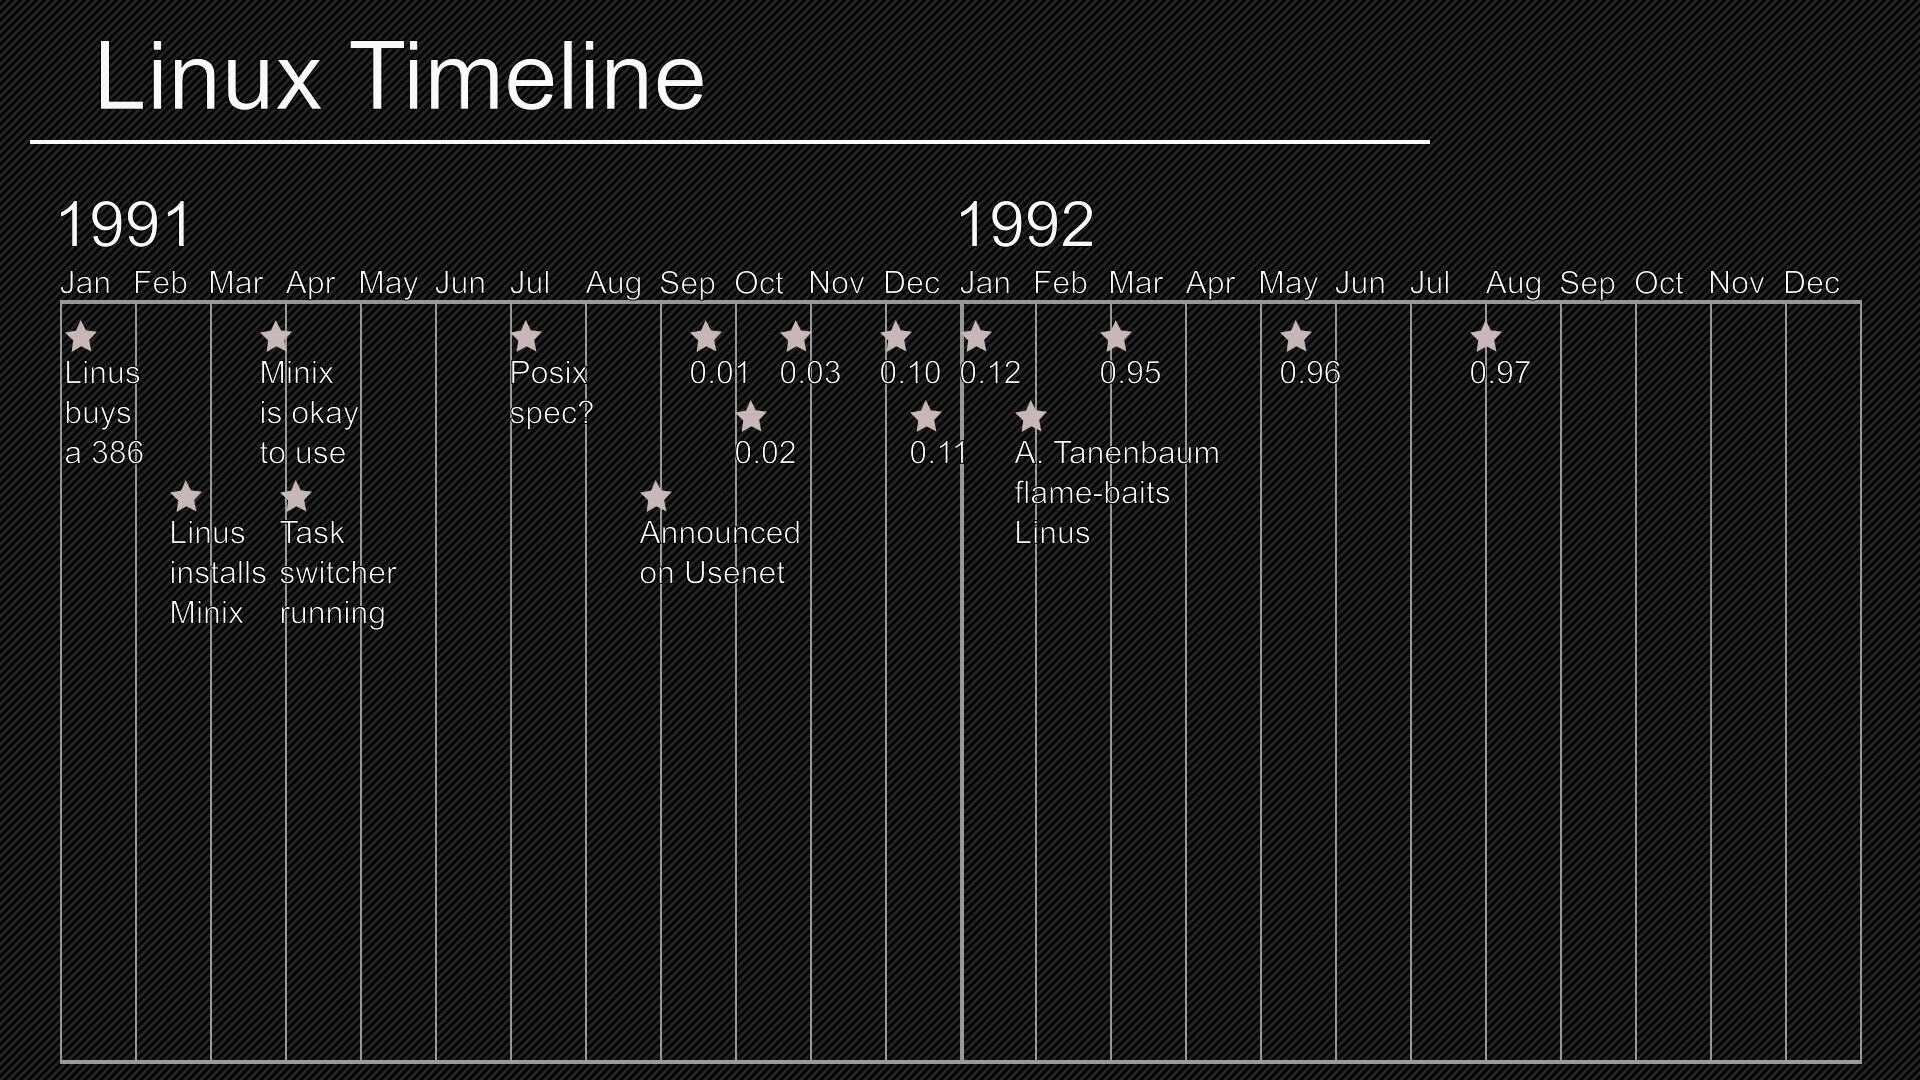 Linux Timeline
1991
1992
Jan Feb Mar Apr May Jun Jul Aug Sep Oct Nov Dec Jan Feb Mar Apr May Jun Jul Aug Sep Oct Nov Dec
Linus
buys
a 386
Linus
installs
Minix
Minix
is okay
to use
Task
switcher
running
Posix
spec?
Announced
on Usenet
0.01
0.02
0.03
0.10
0.11
0.12
A. Tanenbaum
flame-baits
Linus
0.95
0.96
0.97